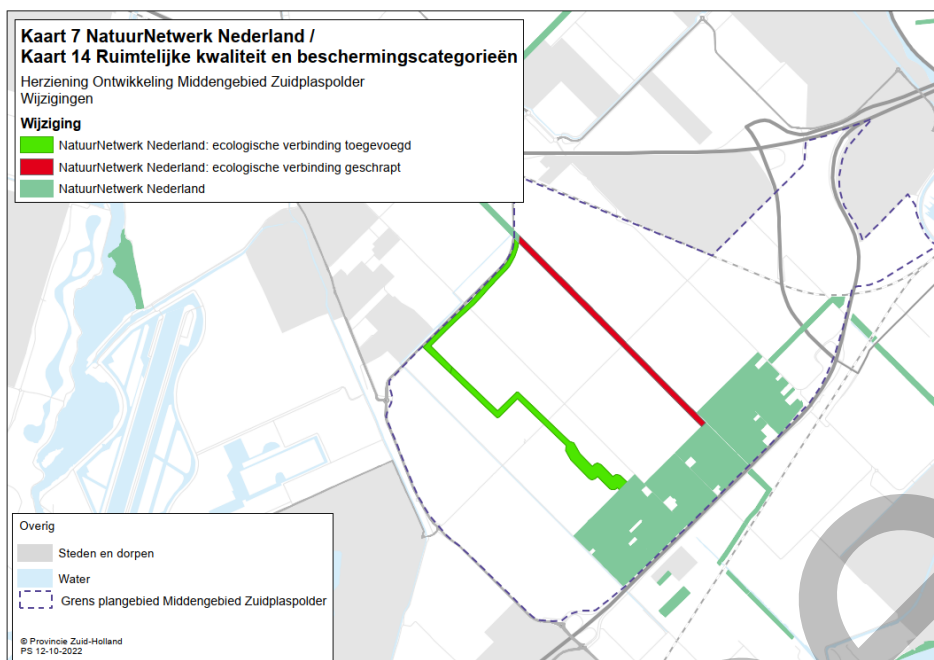 Kaart 7 NatuurNetwerk Nederland /
Kaart 14 Ruimtelijke kwaliteit en beschermingscategorieën
Herziening Ontwikkeling Middengebied Zuidplaspolder
Wijzigingen
Wijziging
NatuurNetwerk Nederland: ecologische verbinding toegevoegd
NatuurNetwerk Nederland: ecologische verbinding geschrapt
NatuurNetwerk Nederland
Overig
Steden en dorpen
Water
Grens plangebied Middengebied Zuidplaspolder
© Provincie Zuid-Holland
PS 12-10-2022